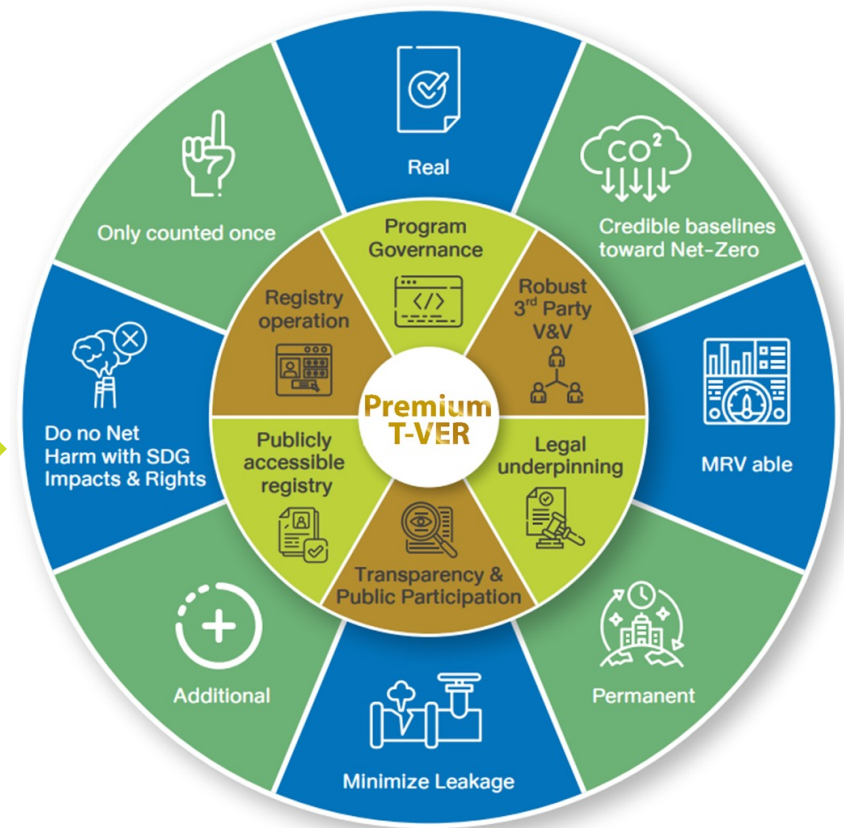 Real
Only counted once
CO²
Credible baselines
toward Net-Zero
Program
Governance
Registry
operation
</>
Robust
3rd Party
V&V
Premium
T-VER
Do no Net
Harm with SDG
Impacts & Rights
Publicly
accessible
registry
Legal
underpinning
MRV able
Transparency &
Public Participation
Additional
Permanent
Minimize Leakage